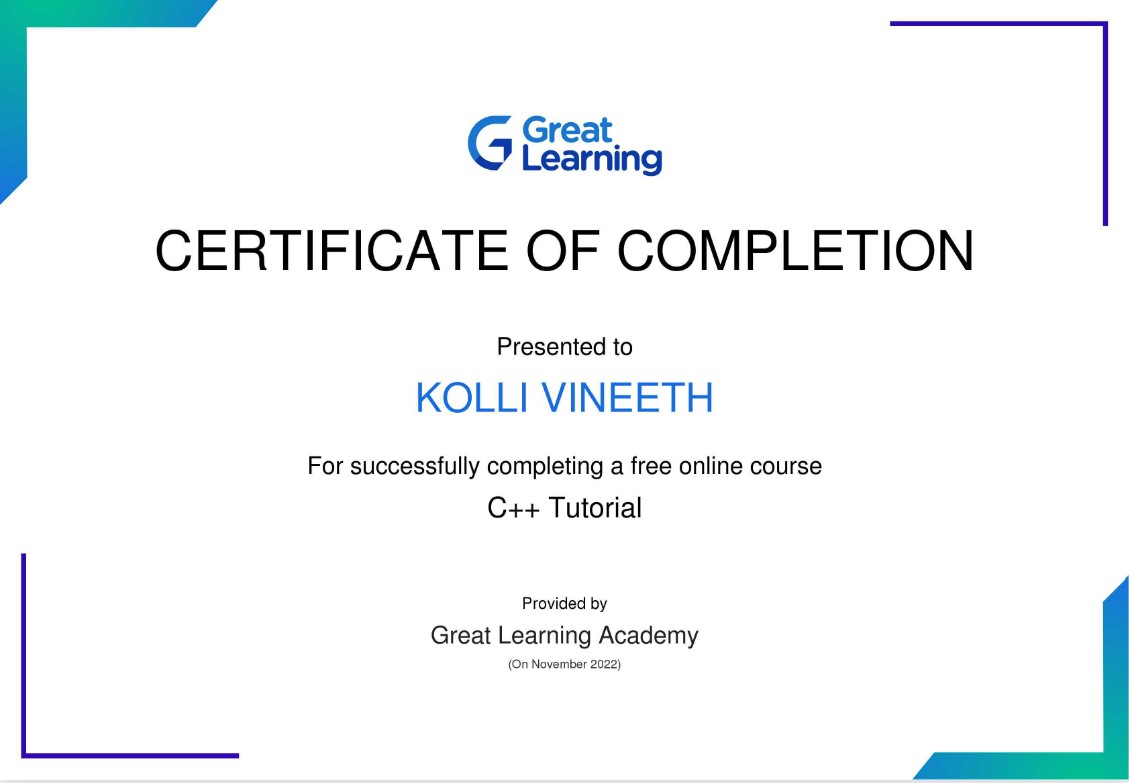 Great
Learning
CERTIFICATE OF COMPLETION
Presented to
KOLLI VINEETH
For successfully completing a free online course
C++ Tutorial
Provided by
Great Learning Academy
(On November 2022)